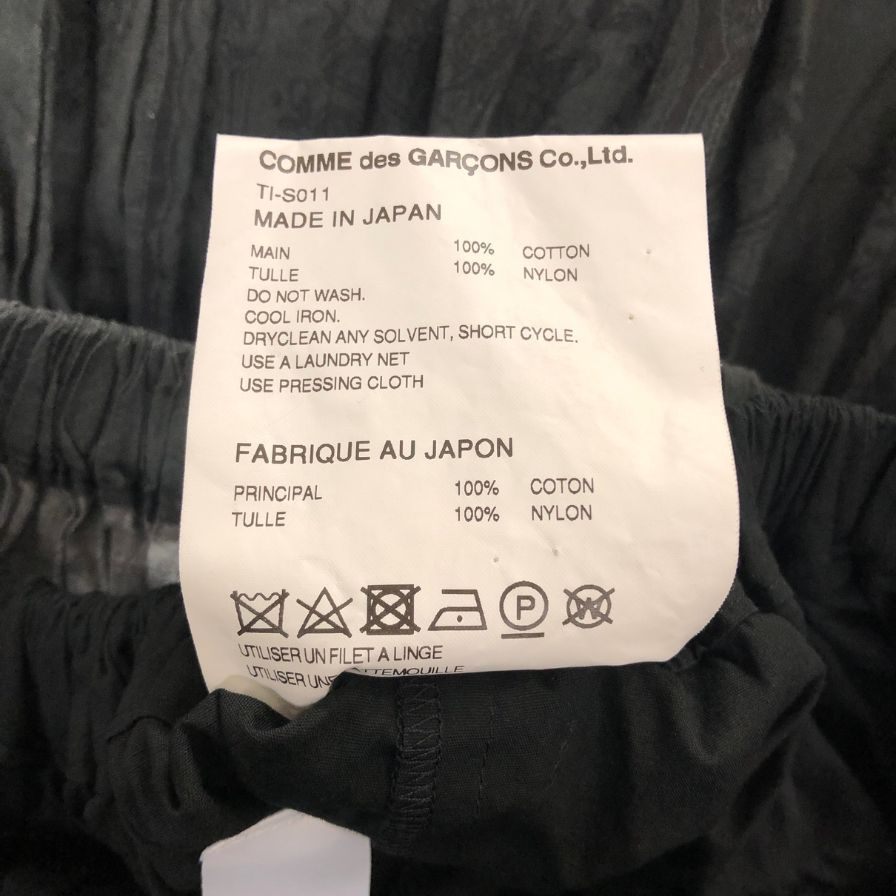 COMME des GARÇONS Co.,Ltd.
TI-S011
MADE IN JAPAN
MAIN 100% COTTON
TULLE 100% NYLON
DO NOT WASH.
COOL IRON.
DRYCLEAN ANY SOLVENT, SHORT CYCLE.
USE A LAUNDRY NET
USE PRESSING CLOTH
FABRIQUE AU JAPON
PRINCIPAL 100% COTON
TULLE 100% NYLON
P W
UTILISER UN FILET A LINGE
UTILISER UNE